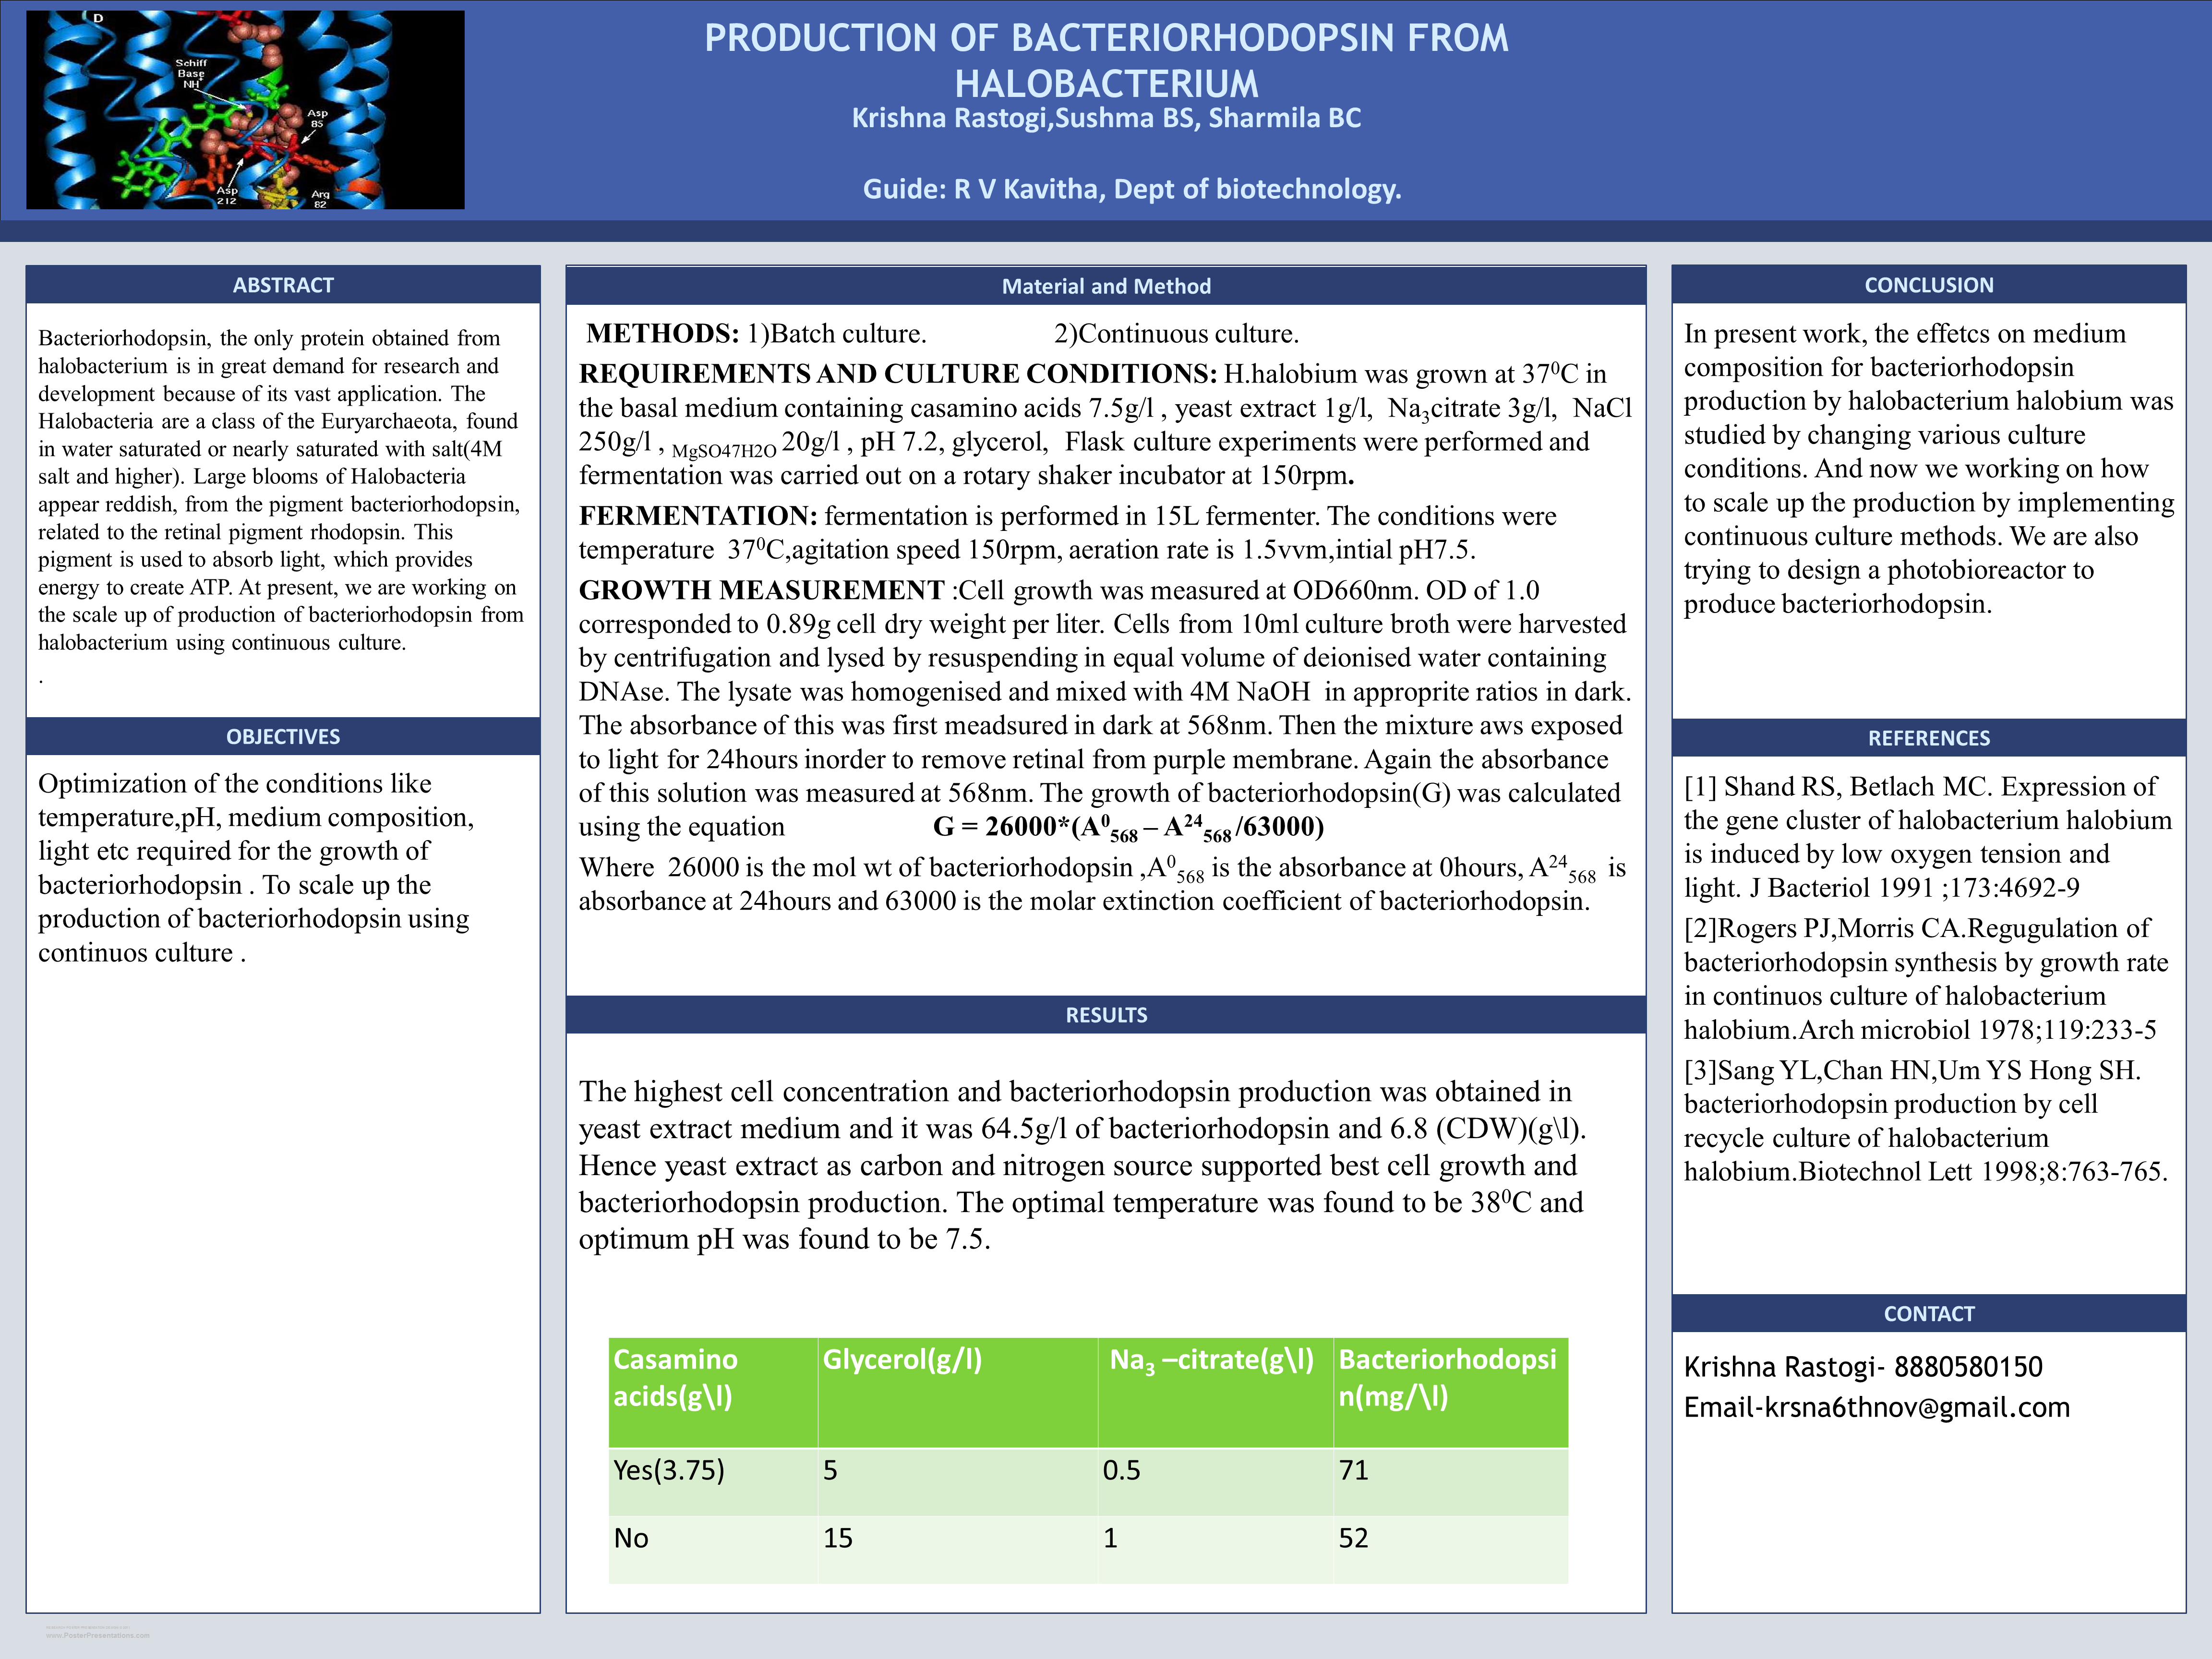 D
Schiff
Base
NH+
Asp
85
Asp
212
Arg
82
PRODUCTION OF BACTERIORHODOPSIN FROM
HALOBACTERIUM
Krishna Rastogi,Sushma BS, Sharmila BC
Guide: R V Kavitha, Dept of biotechnology.
ABSTRACT
Bacteriorhodopsin, the only protein obtained from
halobacterium is in great demand for research and
development because of its vast application. The
Halobacteria are a class of the Euryarchaeota, found
in water saturated or nearly saturated with salt(4M
salt and higher). Large blooms of Halobacteria
appear reddish, from the pigment bacteriorhodopsin,
related to the retinal pigment rhodopsin. This
pigment is used to absorb light, which provides
energy to create ATP. At present, we are working on
the scale up of production of bacteriorhodopsin from
halobacterium using continuous culture.
.
OBJECTIVES
Optimization of the conditions like
temperature,pH, medium composition,
light etc required for the growth of
bacteriorhodopsin . To scale up the
production of bacteriorhodopsin using
continuos culture .
Material and Method
METHODS: 1)Batch culture. 2)Continuous culture.
REQUIREMENTS AND CULTURE CONDITIONS: H.halobium was grown at 37⁰C in
the basal medium containing casamino acids 7.5g/l , yeast extract 1g/l, Na₃citrate 3g/l, NaCl
250g/l , MgSO47H2O 20g/l , pH 7.2, glycerol, Flask culture experiments were performed and
fermentation was carried out on a rotary shaker incubator at 150rpm.
FERMENTATION: fermentation is performed in 15L fermenter. The conditions were
temperature 37⁰C,agitation speed 150rpm, aeration rate is 1.5vvm,intial pH7.5.
GROWTH MEASUREMENT :Cell growth was measured at OD660nm. OD of 1.0
corresponded to 0.89g cell dry weight per liter. Cells from 10ml culture broth were harvested
by centrifugation and lysed by resuspending in equal volume of deionised water containing
DNAse. The lysate was homogenised and mixed with 4M NaOH in approprite ratios in dark.
The absorbance of this was first meadsured in dark at 568nm. Then the mixture aws exposed
to light for 24hours inorder to remove retinal from purple membrane. Again the absorbance
of this solution was measured at 568nm. The growth of bacteriorhodopsin(G) was calculated
using the equation G = 26000*(A⁰₅₆₈ – A²⁴₅₆₈ /63000)
Where 26000 is the mol wt of bacteriorhodopsin ,A⁰₅₆₈ is the absorbance at 0hours, A²⁴₅₆₈ is
absorbance at 24hours and 63000 is the molar extinction coefficient of bacteriorhodopsin.
RESULTS
The highest cell concentration and bacteriorhodopsin production was obtained in
yeast extract medium and it was 64.5g/l of bacteriorhodopsin and 6.8 (CDW)(g\l).
Hence yeast extract as carbon and nitrogen source supported best cell growth and
bacteriorhodopsin production. The optimal temperature was found to be 38⁰C and
optimum pH was found to be 7.5.
Casamino
acids(g\l)
Glycerol(g/l)
Na₃ –citrate(g\l)
Bacteriorhodopsi
n(mg/\l)
Yes(3.75) 5 0.5 71
No 15 1 52
CONCLUSION
In present work, the effetcs on medium
composition for bacteriorhodopsin
production by halobacterium halobium was
studied by changing various culture
conditions. And now we working on how
to scale up the production by implementing
continuous culture methods. We are also
trying to design a photobioreactor to
produce bacteriorhodopsin.
REFERENCES
[1] Shand RS, Betlach MC. Expression of
the gene cluster of halobacterium halobium
is induced by low oxygen tension and
light. J Bacteriol 1991 ;173:4692-9
[2]Rogers PJ,Morris CA.Regugulation of
bacteriorhodopsin synthesis by growth rate
in continuos culture of halobacterium
halobium.Arch microbiol 1978;119:233-5
[3]Sang YL,Chan HN,Um YS Hong SH.
bacteriorhodopsin production by cell
recycle culture of halobacterium
halobium.Biotechnol Lett 1998;8:763-765.
CONTACT
Krishna Rastogi- 8880580150
Email-krsna6thnov@gmail.com
www.PosterPresentations.com